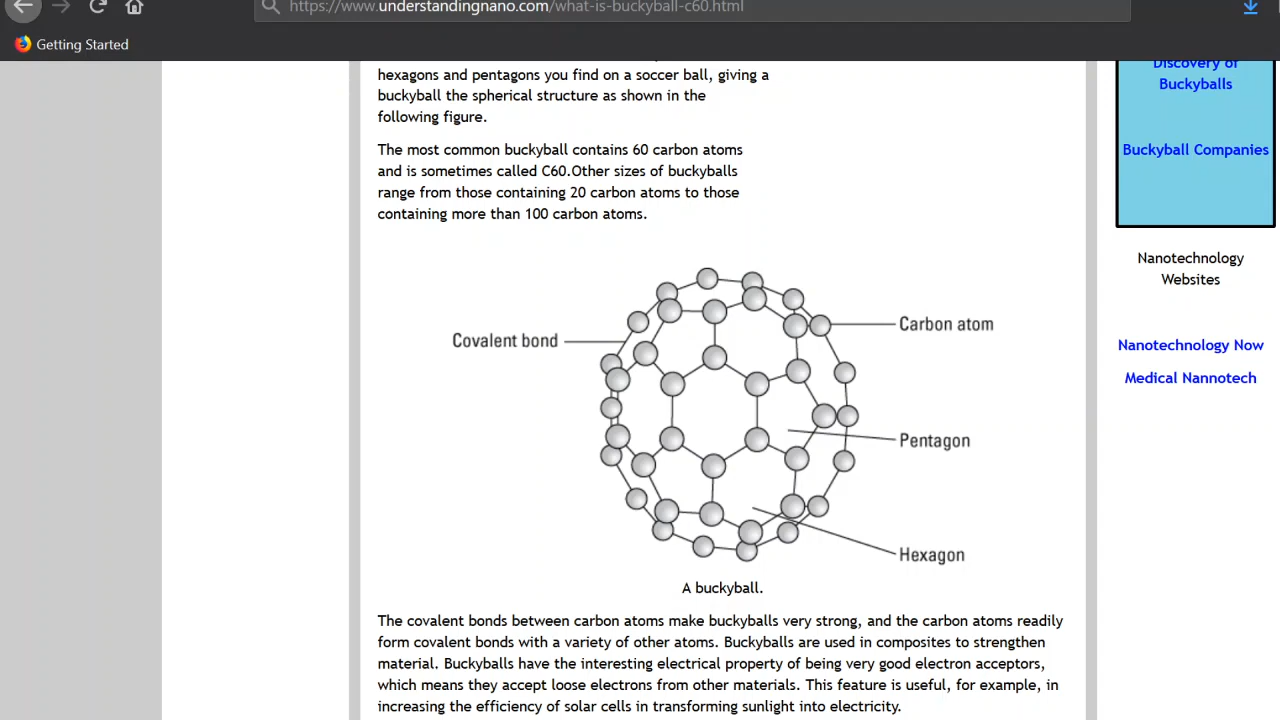 https://www.understandingnano.com/what-is-buckyball-c60.html
Getting Started
hexagons and pentagons you find on a soccer ball, giving a
buckyball the spherical structure as shown in the
following figure.
The most common buckyball contains 60 carbon atoms
and is sometimes called C60.Other sizes of buckyballs
range from those containing 20 carbon atoms to those
containing more than 100 carbon atoms.
Covalent bond
Carbon atom
Pentagon
Hexagon
A buckyball.
The covalent bonds between carbon atoms make buckyballs very strong, and the carbon atoms readily
form covalent bonds with a variety of other atoms. Buckyballs are used in composites to strengthen
material. Buckyballs have the interesting electrical property of being very good electron acceptors,
which means they accept loose electrons from other materials. This feature is useful, for example, in
increasing the efficiency of solar cells in transforming sunlight into electricity.
Discovery of
Buckyballs
Buckyball Companies
Nanotechnology
Websites
Nanotechnology Now
Medical Nannotech